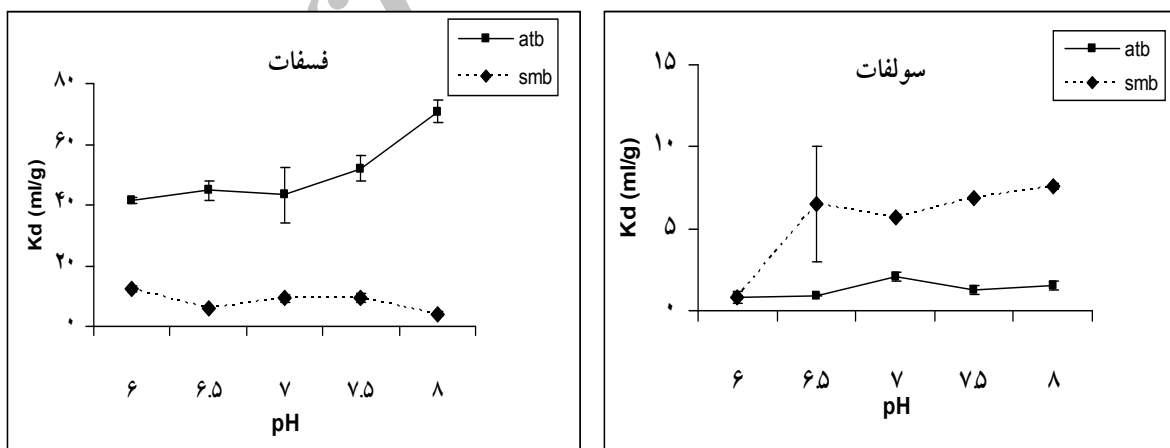 فسفات
atb
smb
Kd (ml/g)
۸۰
۶۰
۴۰
۲۰
۰
۶
۶.۵
۷
۷.۵
۸
pH
سولفات
atb
smb
Kd (ml/g)
۱۵
۱۰
۵
۰
۶
۶.۵
۷
۷.۵
۸
pH